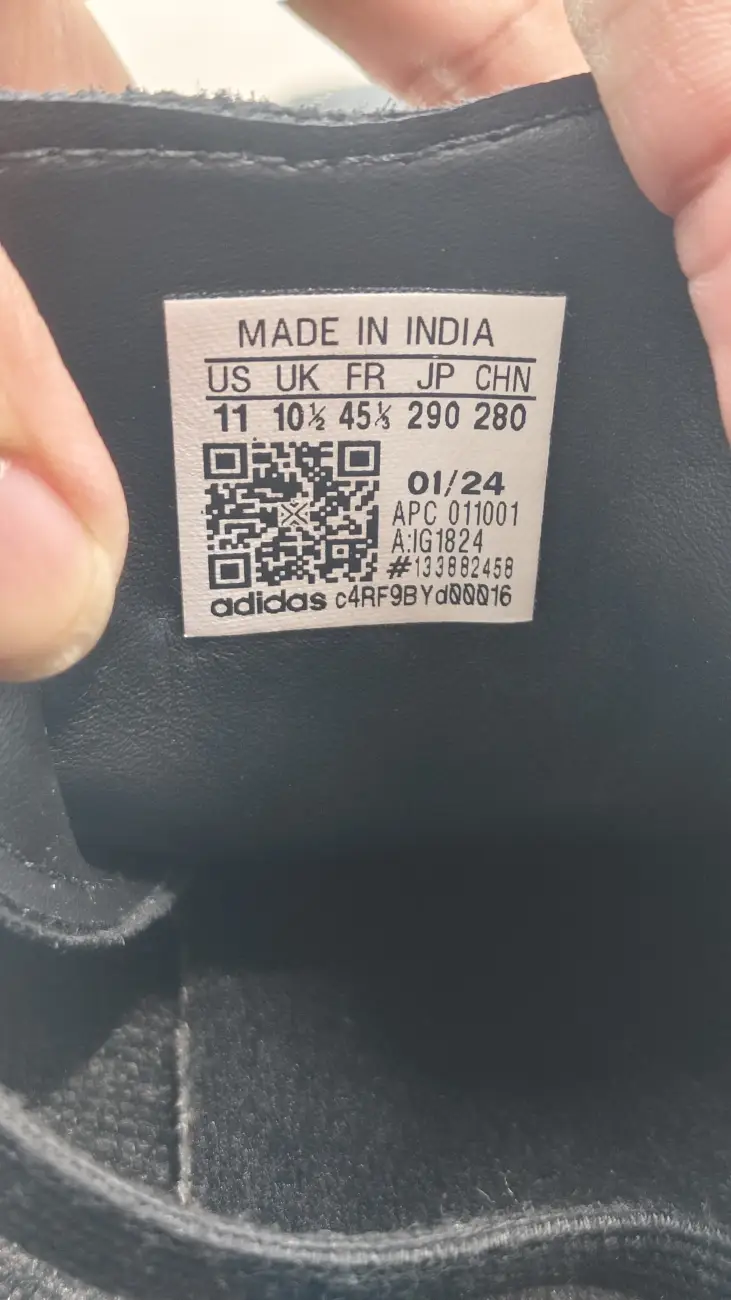 MADE IN INDIA
US UK FR JP CHN
11 10½ 45⅓ 290 280
01/24
APC 011001
A:IG1824
#133882458
adidas c4RF9BYd00016